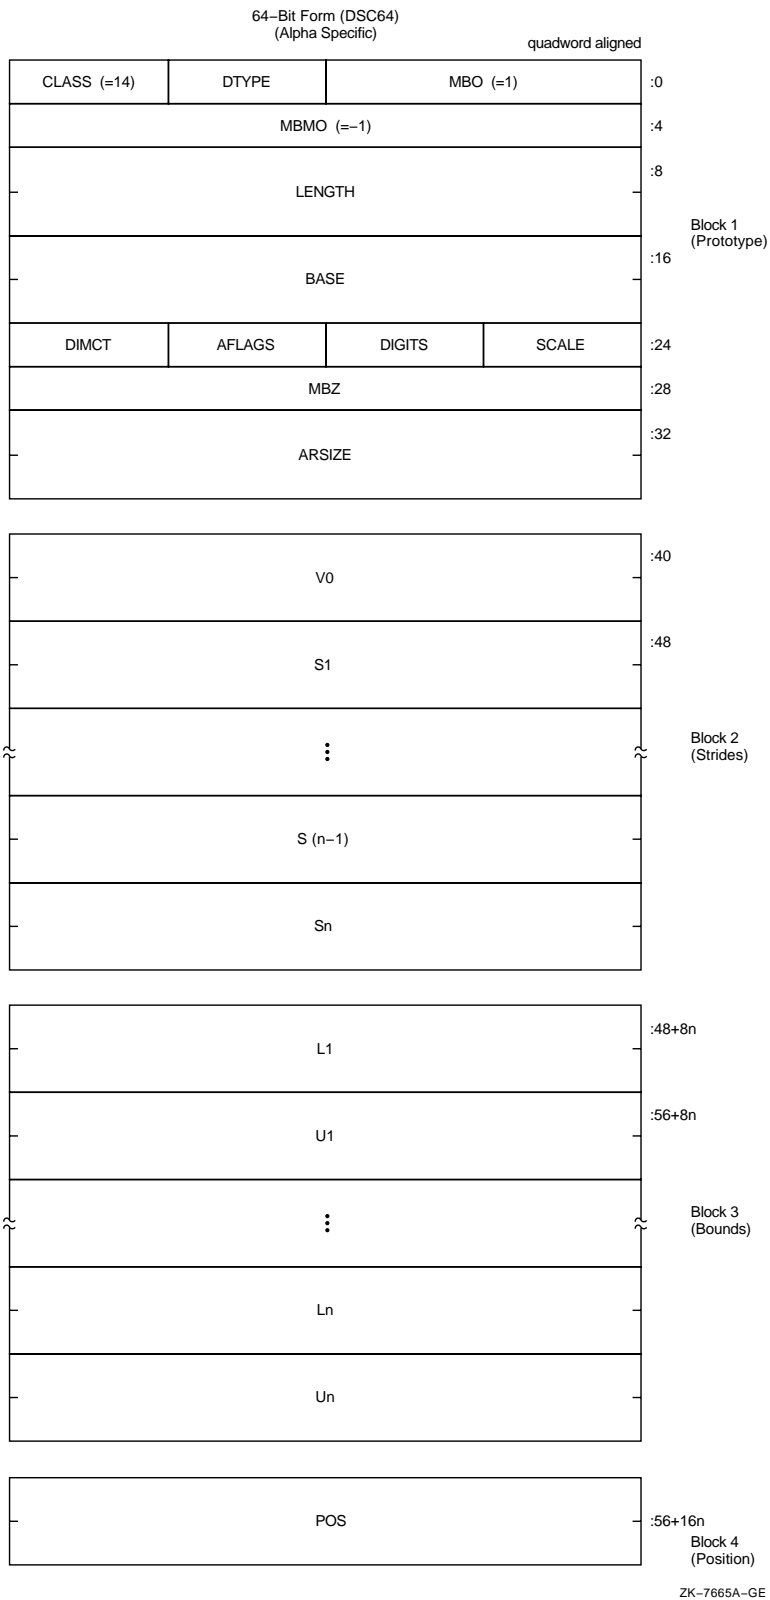 64−Bit Form (DSC64)
(Alpha Specific)
quadword aligned
CLASS (=14) DTYPE MBO (=1) :0
MBMO (=−1) :4
:8
LENGTH
Block 1
(Prototype)
:16
BASE
DIMCT AFLAGS DIGITS SCALE :24
MBZ :28
:32
ARSIZE
:40
V0
:48
S1
Block 2
(Strides)
S (n−1)
Sn
:48+8n
L1
:56+8n
U1
Block 3
(Bounds)
Ln
Un
POS :56+16n
Block 4
(Position)
ZK−7665A−GE